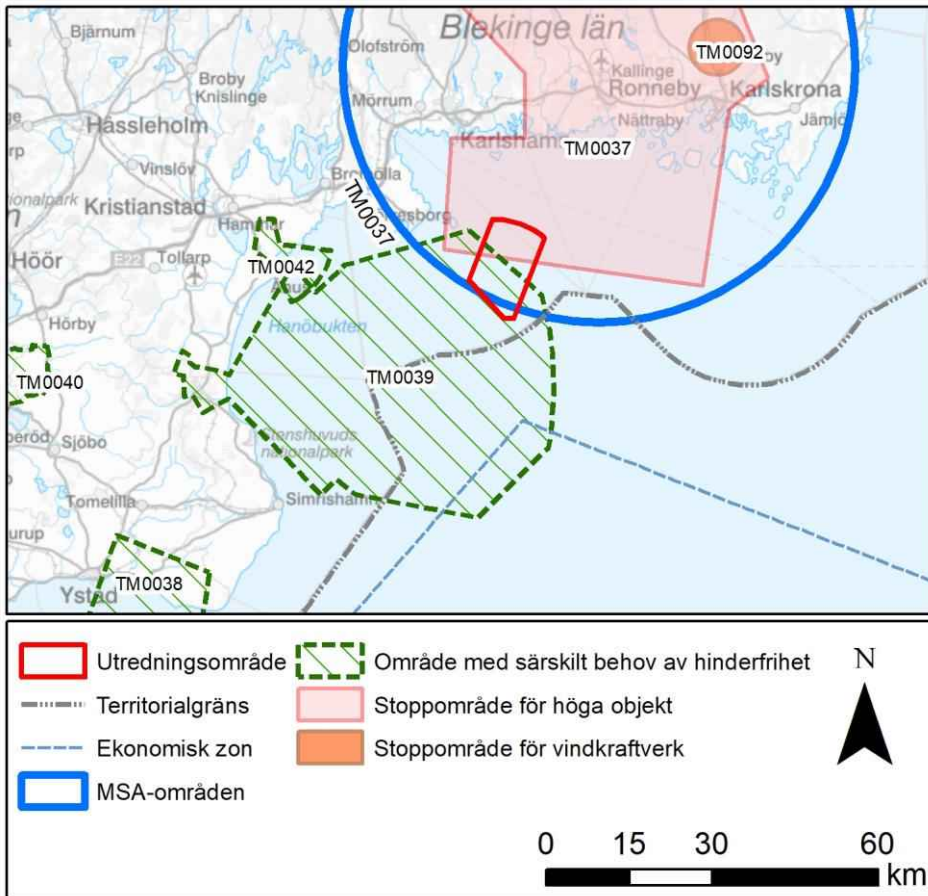 Bjärnum
Olofström
Blekinge län
TM0092
Broby
Knislinge
Kallinge
Ronneby
Karlskrona
Mörrum
Hässleholm
Nättraby
Jämjö
Karlsham
TM0037
Vinslöv
nationalpark
Kristianstad
TM0037
Hammar
Höör
E22
Tollarp
TM0042
Hanöbukten
Hörby
TM0039
TM0040
Sjöbo
Stenshuvuds
nationalpark
Tomelilla
Simrishamn
TM0038
Ystad
Utredningsområde
Territorialgräns
Ekonomisk zon
MSA-områden
Område med särskilt behov av hinderfrihet
Stoppområde för höga objekt
Stoppområde för vindkraftverk
N
0 15 30 60
km